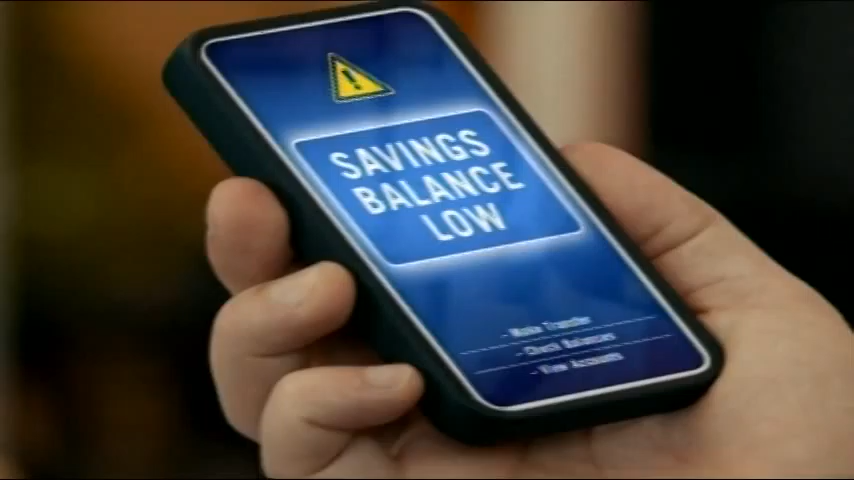 !
SAVINGS
BALANCE
LOW
- Make Transfer
- Check Balances
- View Accounts